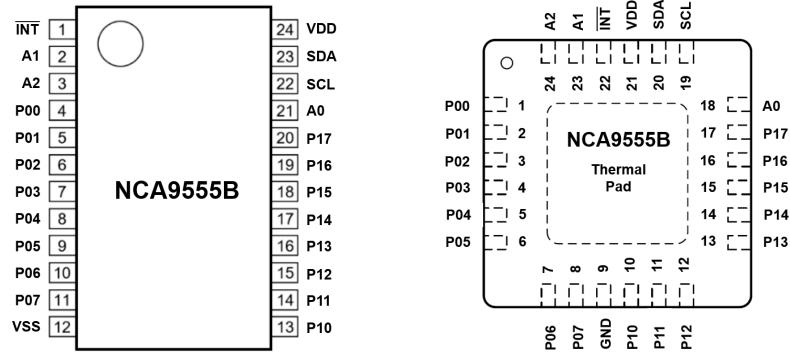 INT 1 24 VDD
A1 2 23 SDA
A2 3 22 SCL
P00 4 21 A0
P01 5 20 P17
P02 6 19 P16
P03 7 NCA9555B 18 P15
P04 8 17 P14
P05 9 16 P13
P06 10 15 P12
P07 11 14 P11
VSS 12 13 P10
A2 A1 INT VDD SDA SCL
24 23 22 21 20 19
P00 1 18 A0
P01 2 17 P17
NCA9555B
P02 3 16 P16
Thermal
P03 4 15 P15
Pad
P04 5 14 P14
P05 6 13 P13
7 8 9 10 11 12
P06 P07 GND P10 P11 P12